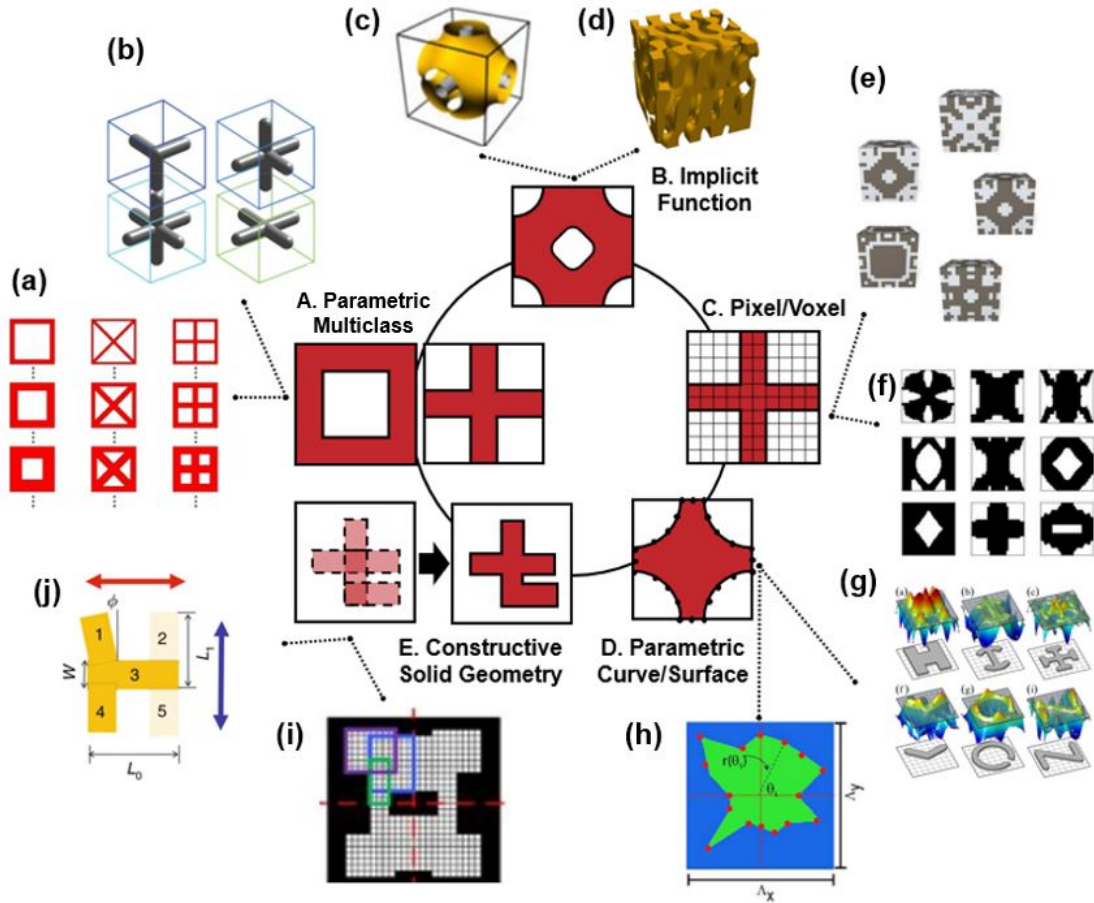 (c)
(d)
(b)
(e)
B. Implicit
Function
(a)
A. Parametric
Multiclass
C. Pixel/Voxel
(f)
(g)
(a)
(b)
(c)
(f)
(g)
(i)
(j)
ϕ
1
2
W
3
L₁
4
5
L₀
E. Constructive
Solid Geometry
D. Parametric
Curve/Surface
(i)
(h)
r(θᵢ)
θᵢ
Λy
Λx